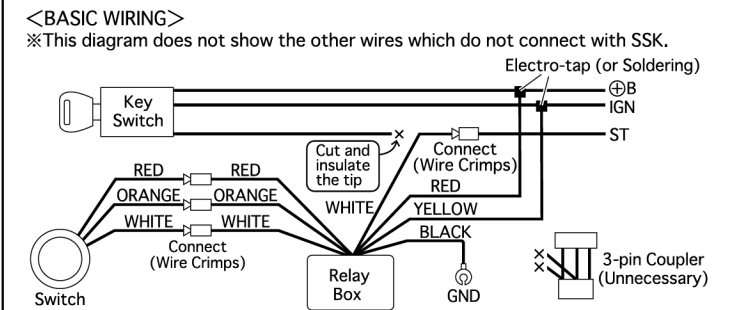 <BASIC WIRING>
※This diagram does not show the other wires which do not connect with SSK.
Electro-tap (or Soldering)
⊕B
IGN
ST
Key
Switch
Cut and
insulate
the tip
Connect
(Wire Crimps)
RED RED
ORANGE ORANGE
WHITE WHITE
Connect
(Wire Crimps)
WHITE
RED
YELLOW
BLACK
Switch
Relay
Box
GND
3-pin Coupler
(Unnecessary)